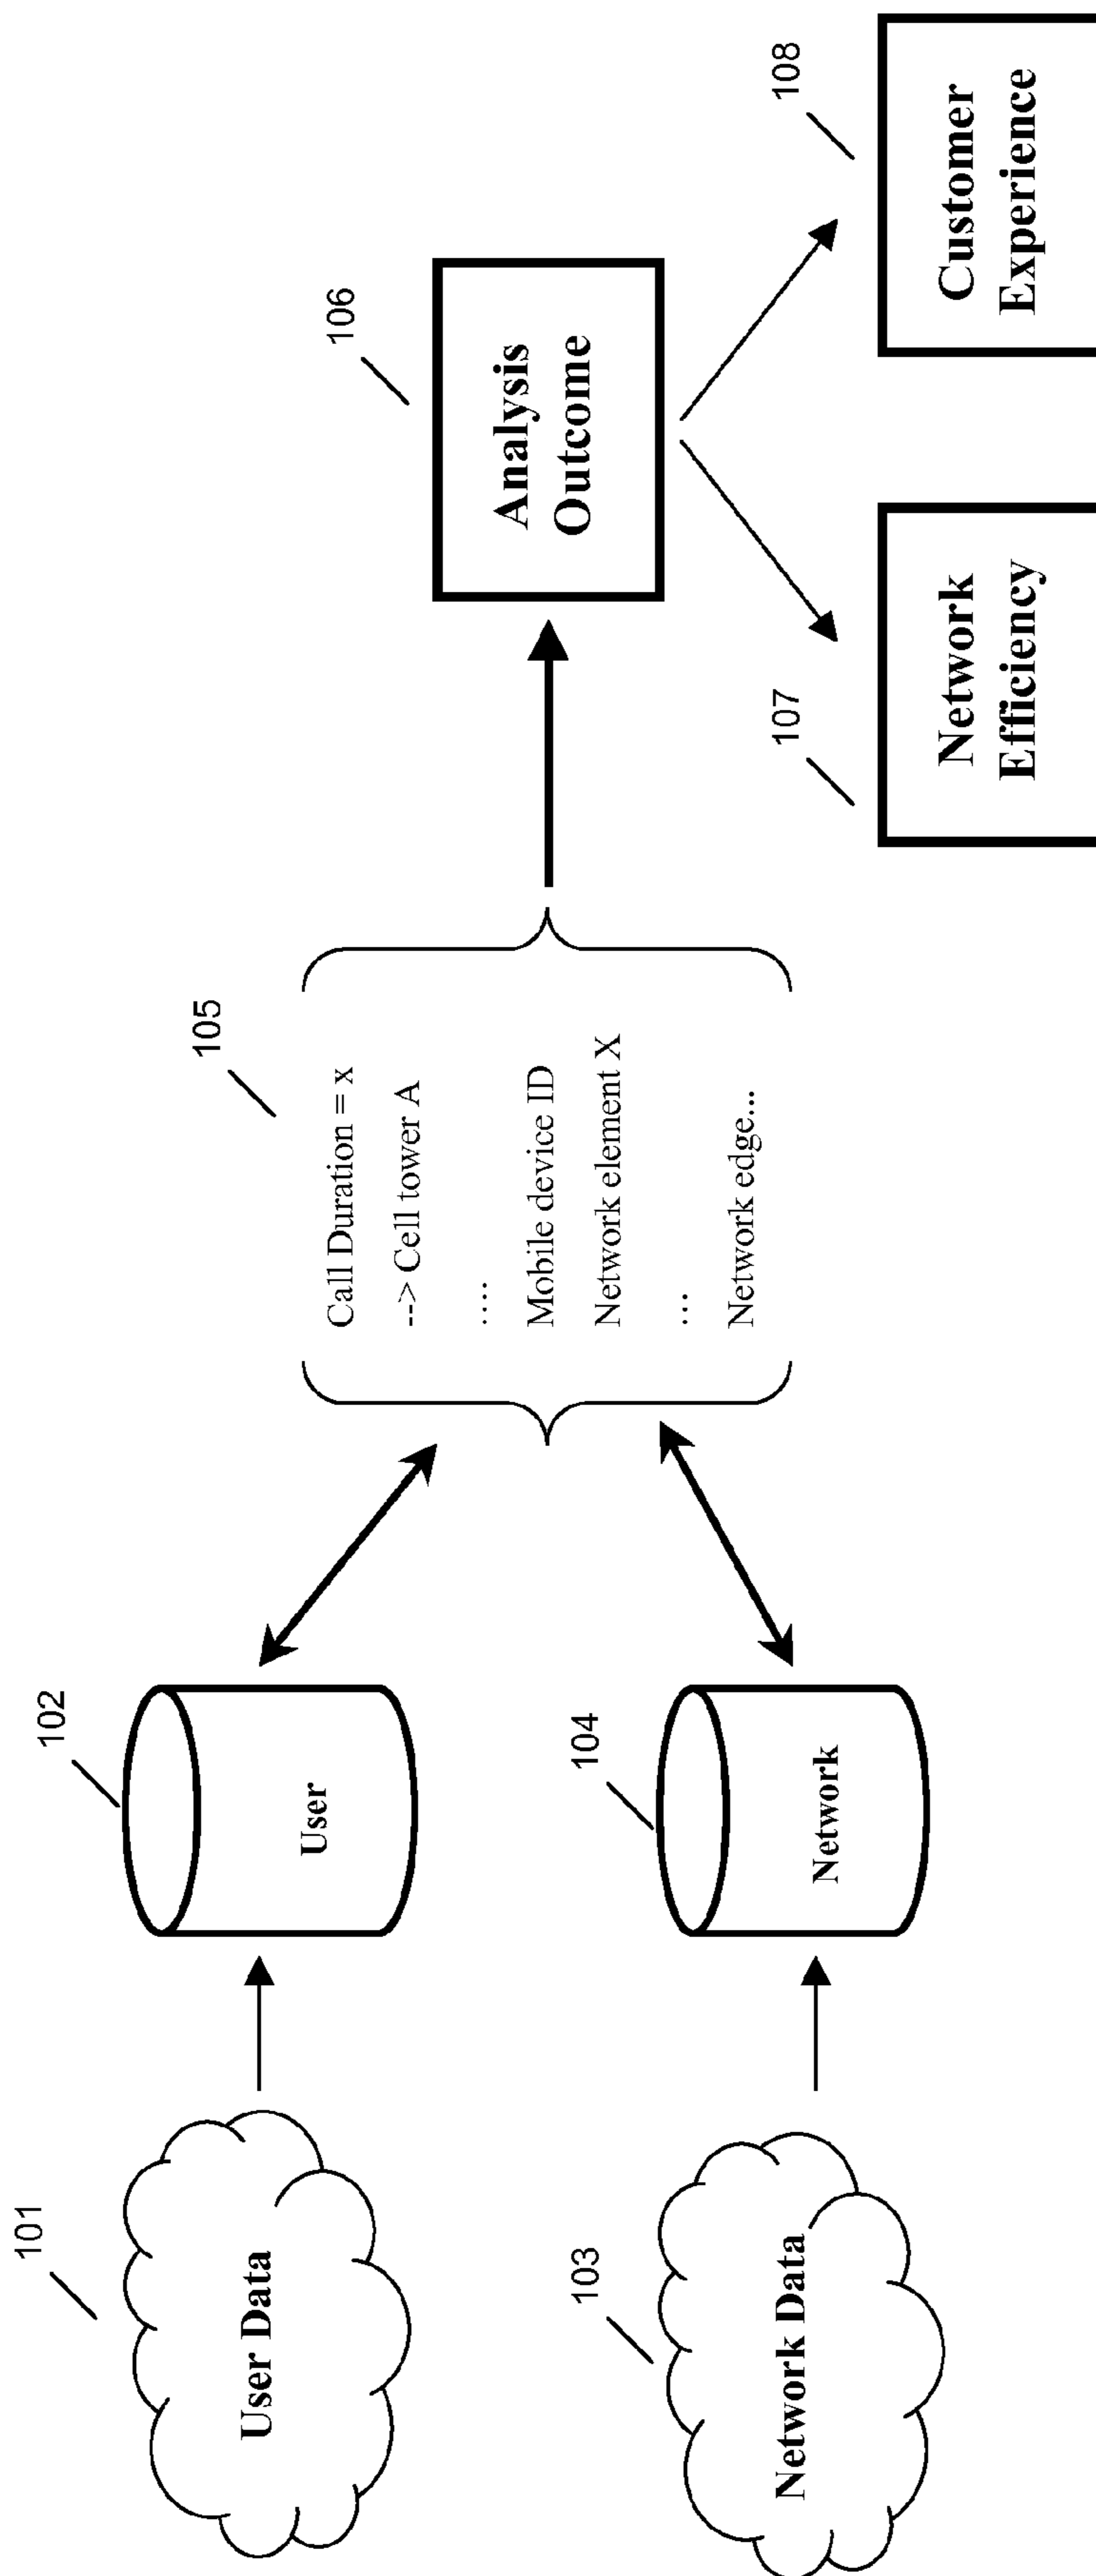 101
User Data
102
User
103
Network Data
104
Network
105
Call Duration = x
--> Cell tower A
....
Mobile device ID
Network element X
...
Network edge...
106
Analysis
Outcome
107
Network
Efficiency
108
Customer
Experience